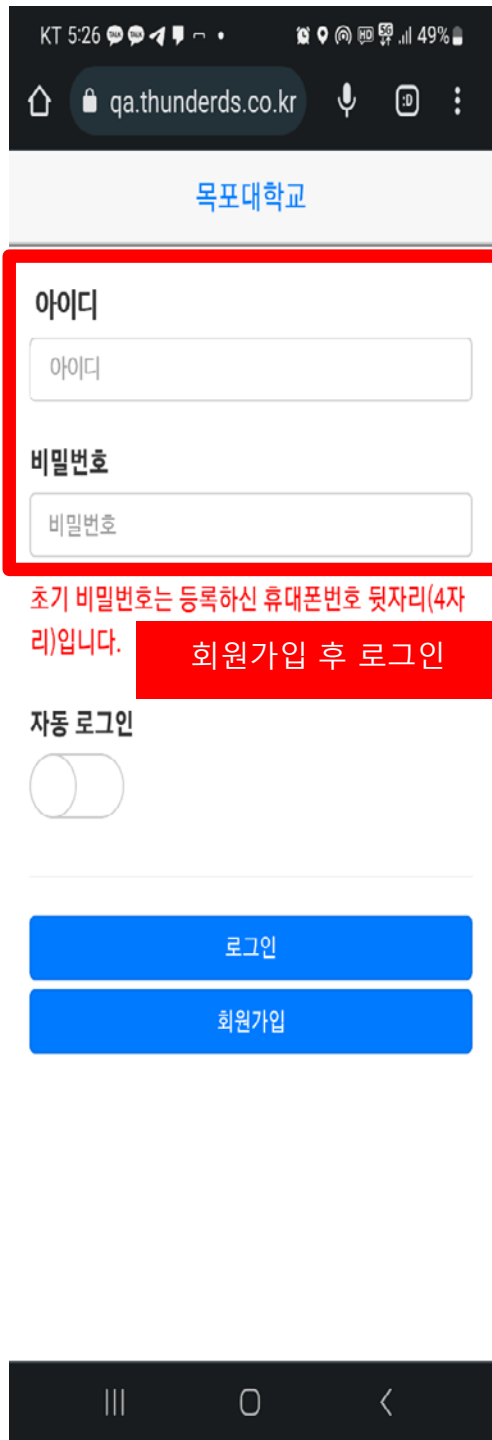 KT 5:26
49%
qa.thunderds.co.kr
:D
목포대학교
아이디
아이디
비밀번호
비밀번호
초기 비밀번호는 등록하신 휴대폰번호 뒷자리(4자
리)입니다.
회원가입 후 로그인
자동 로그인
로그인
회원가입